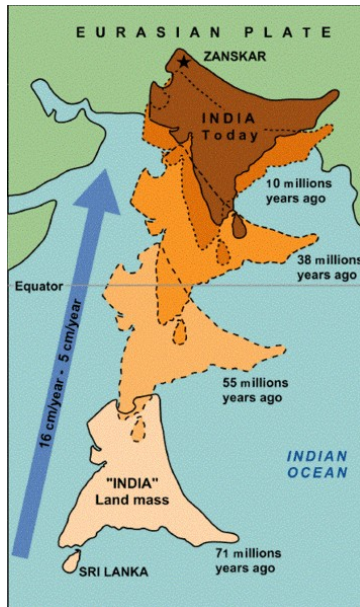 EURASIAN PLATE
ZANSKAR
INDIA
Today
10 millions
years ago
38 millions
years ago
Equator
16 cm/year - 5 cm/year
55 millions
years ago
INDIAN
OCEAN
"INDIA"
Land mass
71 millions
years ago
SRI LANKA